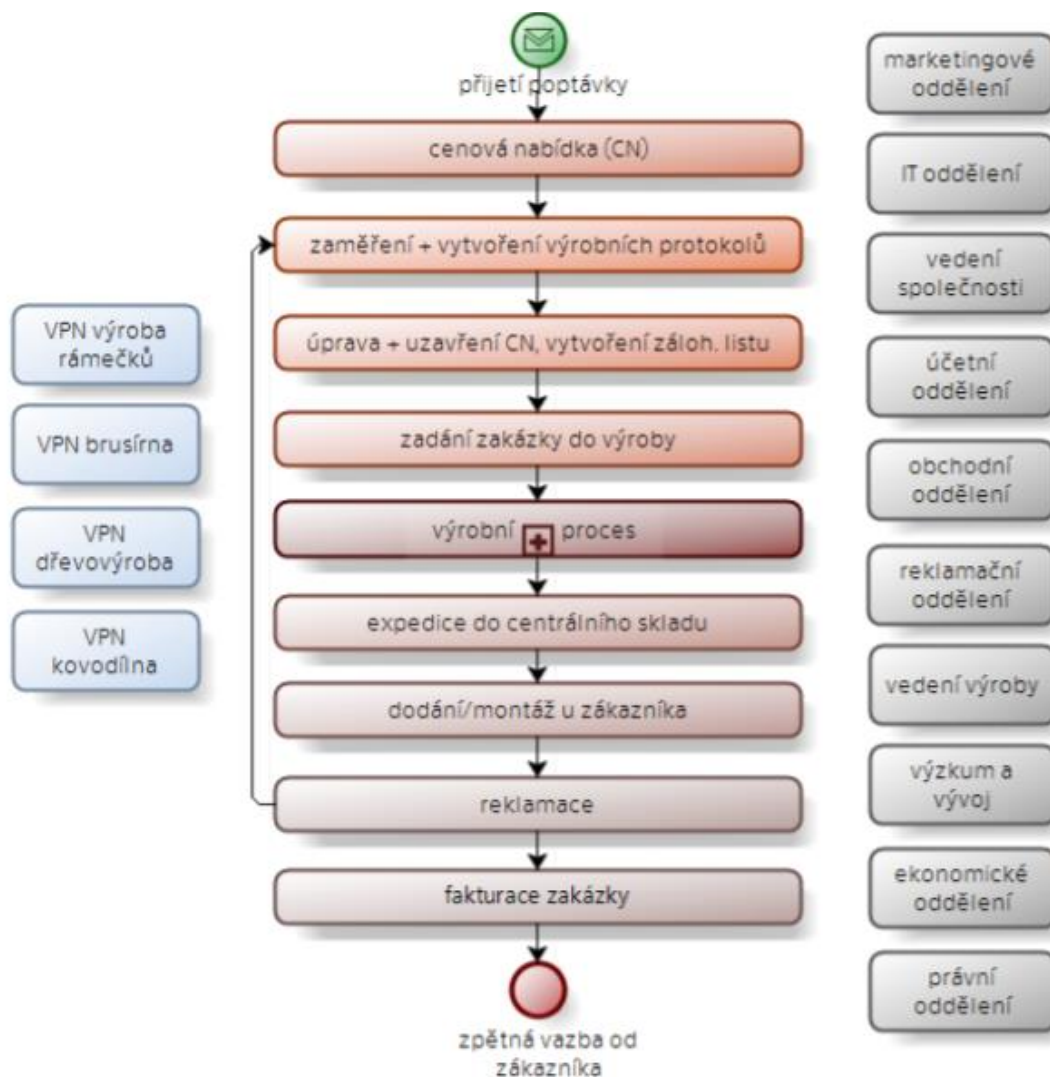 přijetí poptávky
cenová nabídka (CN)
zaměření + vytvoření výrobních protokolů
úprava + uzavření CN, vytvoření záloh. listu
zadání zakázky do výroby
výrobní proces
expedice do centrálního skladu
dodání/montáž u zákazníka
reklamace
fakturace zakázky
zpětná vazba od
zákazníka
VPN výroba
rámečků
VPN brusírna
VPN
dřevovýroba
VPN
kovodílna
marketingové
oddělení
IT oddělení
vedení
společnosti
účetní
oddělení
obchodní
oddělení
reklamační
oddělení
vedení výroby
výzkum a
vývoj
ekonomické
oddělení
právní
oddělení